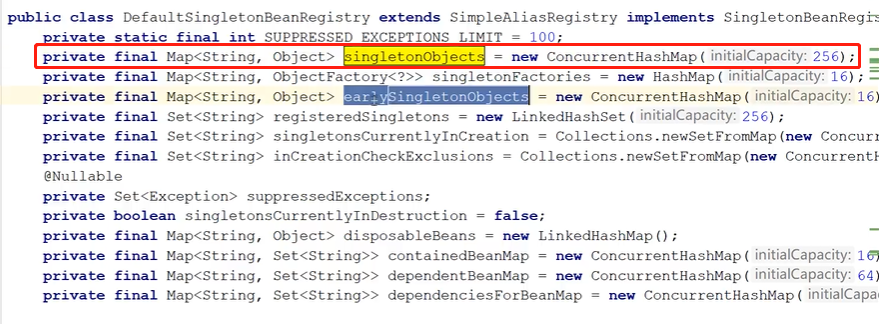 public class DefaultSingletonBeanRegistry extends SimpleAliasRegistry implements SingletonBeanRegis
private static final int SUPPRESSED_EXCEPTIONS_LIMIT = 100;
private final Map<String, Object> singletonObjects = new ConcurrentHashMap( initialCapacity: 256);
private final Map<String, ObjectFactory<?>> singletonFactories = new HashMap( initialCapacity: 16);
private final Map<String, Object> earlySingletonObjects = new ConcurrentHashMap( initialCapacity: 16)
private final Set<String> registeredSingletons = new LinkedHashSet( initialCapacity: 256);
private final Set<String> singletonsCurrentlyInCreation = Collections.newSetFromMap(new Concurr
private final Set<String> inCreationCheckExclusions = Collections.newSetFromMap(new ConcurrentH
@Nullable
private Set<Exception> suppressedExceptions;
private boolean singletonsCurrentlyInDestruction = false;
private final Map<String, Object> disposableBeans = new LinkedHashMap();
private final Map<String, Set<String>> containedBeanMap = new ConcurrentHashMap( initialCapacity: 16)
private final Map<String, Set<String>> dependentBeanMap = new ConcurrentHashMap( initialCapacity: 64)
private final Map<String, Set<String>> dependenciesForBeanMap = new ConcurrentHashMap( initialCapac